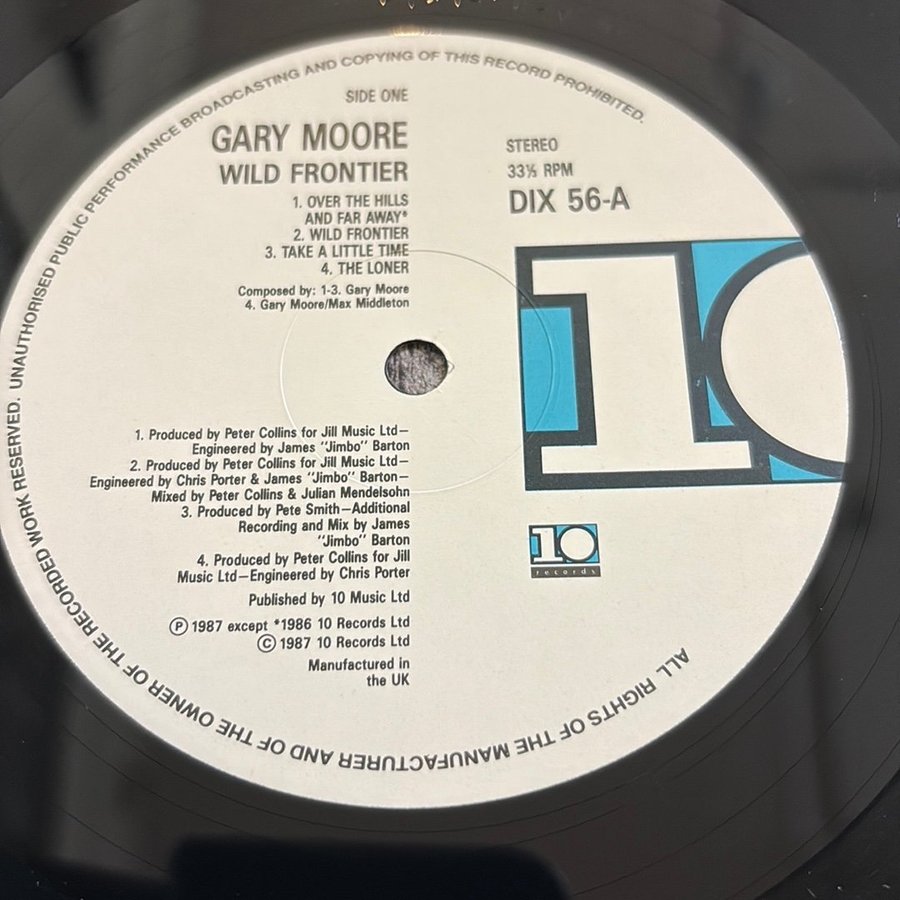 SIDE ONE
GARY MOORE
WILD FRONTIER
1. OVER THE HILLS
AND FAR AWAY*
2. WILD FRONTIER
3. TAKE A LITTLE TIME
4. THE LONER
Composed by: 1-3. Gary Moore
4. Gary Moore/Max Middleton
STEREO
33⅓ RPM
DIX 56-A
10
1. Produced by Peter Collins for Jill Music Ltd—
Engineered by James "Jimbo" Barton
2. Produced by Peter Collins for Jill Music Ltd—
Engineered by Chris Porter & James "Jimbo" Barton—
Mixed by Peter Collins & Julian Mendelsohn
3. Produced by Pete Smith—Additional
Recording and Mix by James
"Jimbo" Barton
4. Produced by Peter Collins for Jill
Music Ltd—Engineered by Chris Porter
Published by 10 Music Ltd
Ⓟ 1987 except *1986 10 Records Ltd
© 1987 10 Records Ltd
Manufactured in
the UK
10
records
ALL RIGHTS OF THE MANUFACTURER AND OF THE OWNER OF THE RECORDED WORK RESERVED. UNAUTHORISED PUBLIC PERFORMANCE BROADCASTING AND COPYING OF THIS RECORD PROHIBITED.